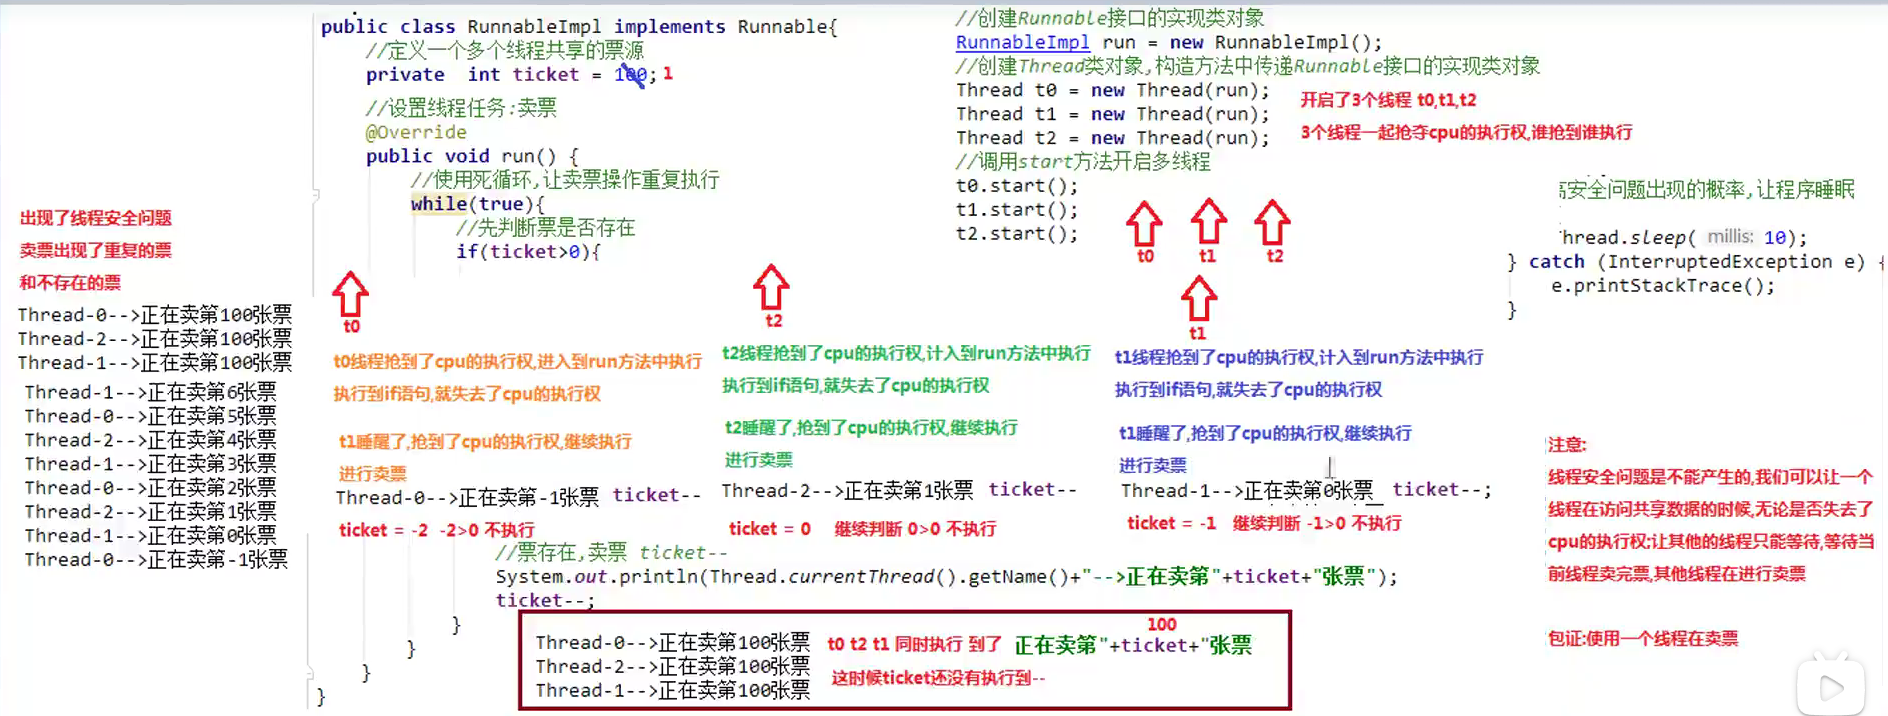 public class RunnableImpl implements Runnable{
//定义一个多个线程共享的票源
private int ticket = 100; 1
//设置线程任务:卖票
@Override
public void run() {
//使用死循环,让卖票操作重复执行
while(true){
//先判断票是否存在
if(ticket>0){
//创建Runnable接口的实现类对象
RunnableImpl run = new RunnableImpl();
//创建Thread类对象,构造方法中传递Runnable接口的实现类对象
Thread t0 = new Thread(run);
Thread t1 = new Thread(run);
Thread t2 = new Thread(run);
//调用start方法开启多线程
t0.start();
t1.start();
t2.start();
开启了3个线程 t0,t1,t2
3个线程一起抢夺cpu的执行权,谁抢到谁执行
t0
t1
t2
高安全问题出现的概率,让程序睡眠
hread.sleep( millis: 10);
} catch (InterruptedException e) {
e.printStackTrace();
}
出现了线程安全问题
卖票出现了重复的票
和不存在的票
Thread-0-->正在卖第100张票
Thread-2-->正在卖第100张票
Thread-1-->正在卖第100张票
Thread-1-->正在卖第6张票
Thread-0-->正在卖第5张票
Thread-2-->正在卖第4张票
Thread-1-->正在卖第3张票
Thread-0-->正在卖第2张票
Thread-2-->正在卖第1张票
Thread-1-->正在卖第0张票
Thread-0-->正在卖第-1张票
t0
t0线程抢到了cpu的执行权,进入到run方法中执行
执行到if语句,就失去了cpu的执行权
t1睡醒了,抢到了cpu的执行权,继续执行
进行卖票
Thread-0-->正在卖第-1张票 ticket--
ticket = -2 -2>0 不执行
t2
t2线程抢到了cpu的执行权,计入到run方法中执行
执行到if语句,就失去了cpu的执行权
t2睡醒了,抢到了cpu的执行权,继续执行
进行卖票
Thread-2-->正在卖第1张票 ticket--
ticket = 0 继续判断 0>0 不执行
t1
t1线程抢到了cpu的执行权,计入到run方法中执行
执行到if语句,就失去了cpu的执行权
t1睡醒了,抢到了cpu的执行权,继续执行
进行卖票
Thread-1-->正在卖第0张票 ticket--;
ticket = -1 继续判断 -1>0 不执行
注意:
线程安全问题是不能产生的,我们可以让一个
线程在访问共享数据的时候,无论是否失去了
cpu的执行权;让其他的线程只能等待,等待当
前线程卖完票,其他线程在进行卖票
包证:使用一个线程在卖票
//票存在,卖票 ticket--
System.out.println(Thread.currentThread().getName()+"-->正在卖第"+ticket+"张票");
ticket--;
}
}
}
}
Thread-0-->正在卖第100张票
Thread-2-->正在卖第100张票
Thread-1-->正在卖第100张票
100
t0 t2 t1 同时执行 到了 正在卖第"+ticket+"张票
这时候ticket还没有执行到--